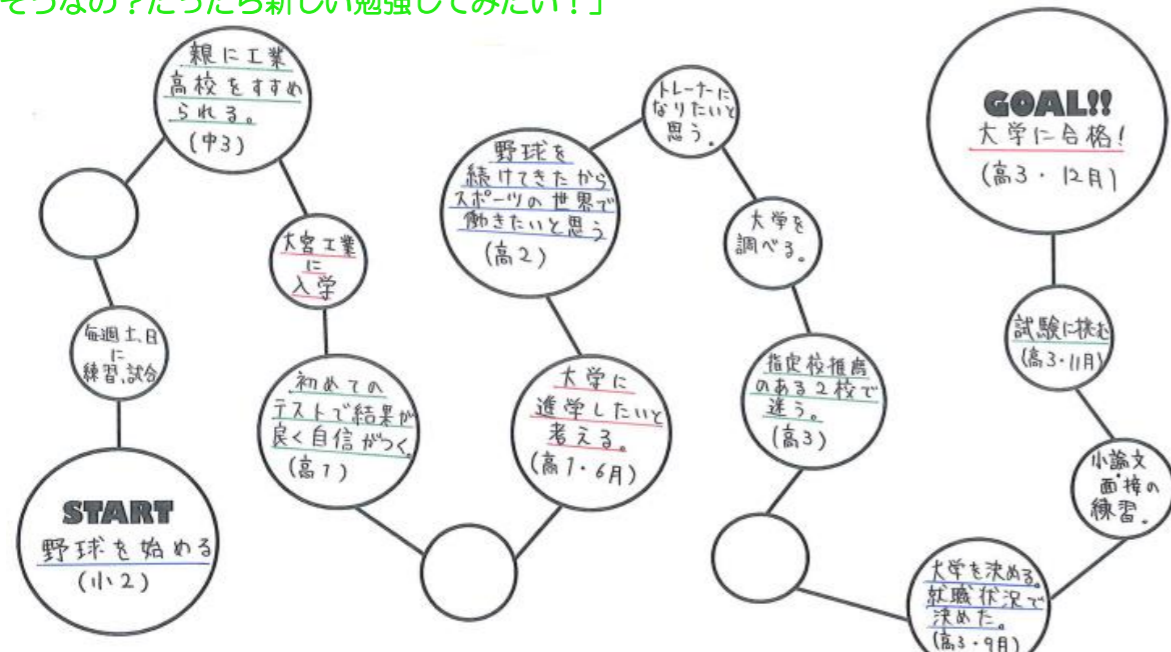 そうなの?だったら新しい勉強してみたい!」
START
野球を始める
(小2)
毎週土、日
に
練習、試合
親に工業
高校をすすめ
られる。
(中3)
大宮工業
に
入学
初めての
テストで結果が
良く自信がつく。
(高1)
大学に
進学したいと
考える。
(高1・6月)
野球を
続けてきたから
スポーツの世界で
働きたいと思う
(高2)
トレーナーに
なりたいと
思う。
大学を
調べる。
指定校推薦
のある2校で
迷う。
(高3)
大学を決める。
就職状況で
決めた。
(高3・9月)
小論文
・面接の
練習。
試験に挑む
(高3・11月)
GOAL!!
大学に合格!
(高3・12月)